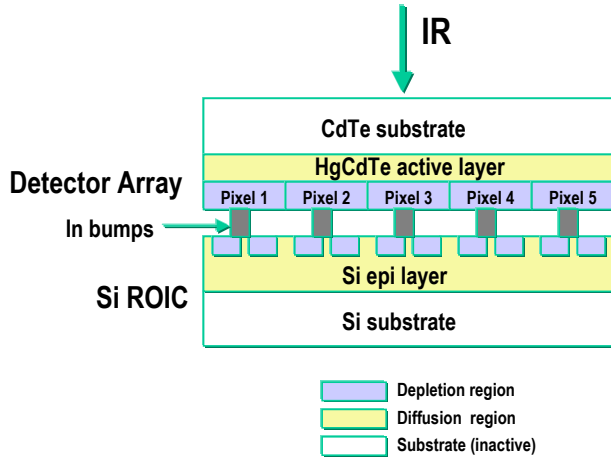 IR
CdTe substrate
HgCdTe active layer
Detector Array
Pixel 1 Pixel 2 Pixel 3 Pixel 4 Pixel 5
In bumps
Si epi layer
Si ROIC
Si substrate
Depletion region
Diffusion region
Substrate (inactive)